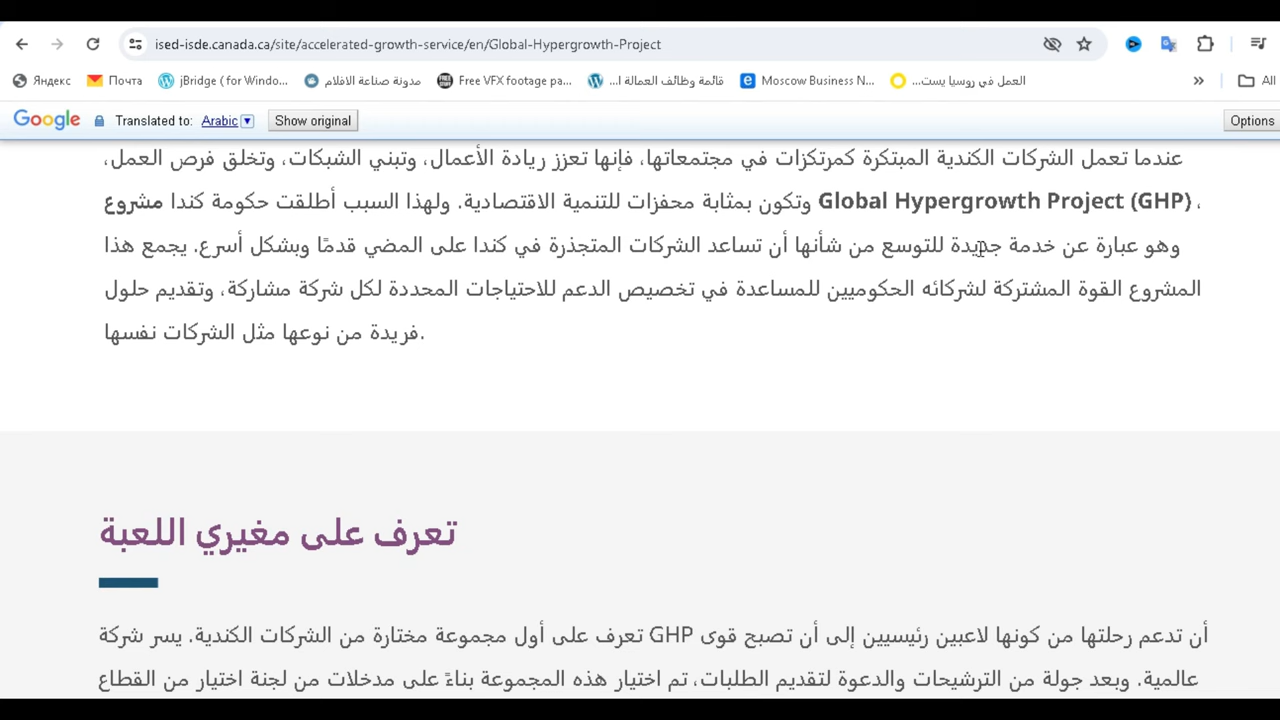 ised-isde.canada.ca/site/accelerated-growth-service/en/Global-Hypergrowth-Project
Яндекс Почта jBridge (for Windo... مدونة صناعة الافلام Free VFX footage pa... قائمة وظائف العمالة ا... Moscow Business N... العمل في روسيا يست... » All
Google Translated to: Arabic Show original Options
عندما تعمل الشركات الكندية المبتكرة كمرتكزات في مجتمعاتها، فإنها تعزز ريادة الأعمال، وتبني الشبكات، وتخلق فرص العمل،
وتكون بمثابة محفزات للتنمية الاقتصادية. ولهذا السبب أطلقت حكومة كندا مشروع Global Hypergrowth Project (GHP) ،
وهو عبارة عن خدمة جديدة للتوسع من شأنها أن تساعد الشركات المتجذرة في كندا على المضي قدمًا وبشكل أسرع. يجمع هذا
المشروع القوة المشتركة لشركائه الحكوميين للمساعدة في تخصيص الدعم للاحتياجات المحددة لكل شركة مشاركة، وتقديم حلول
فريدة من نوعها مثل الشركات نفسها.
تعرف على مغيري اللعبة
أن تدعم رحلتها من كونها لاعبين رئيسيين إلى أن تصبح قوى GHP تعرف على أول مجموعة مختارة من الشركات الكندية. يسر شركة
عالمية. وبعد جولة من الترشيحات والدعوة لتقديم الطلبات، تم اختيار هذه المجموعة بناءً على مدخلات من لجنة اختيار من القطاع